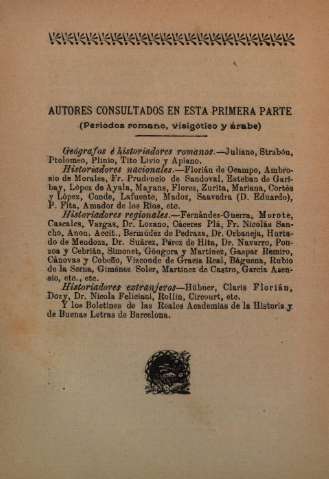 AUTORES CONSULTADOS EN ESTA PRIMERA PARTE
(Períodos romano, visigótico y árabe)
Geógrafos é historiadores romanos.—Juliano, Strabón,
Ptolomeo, Plinio, Tito Livio y Apiano.
Historiadores nacionales.—Florián de Ocampo, Ambro-
sio de Morales, Fr. Prudencio de Sandoval, Esteban de Gari-
bay, López de Ayala, Mayans, Flores, Zurita, Mariana, Cortés
y López, Conde, Lafuente, Madoz, Saavedra (D. Eduardo),
P. Fita, Amador de los Ríos, etc.
Historiadores regionales.—Fernández-Guerra, Morote,
Cascales, Vargas, Dr. Lozano, Cáceres Plá, Fr. Nicolás San-
cho, Anon. Accit., Bermúdez de Pedraza, Dr. Orbaneja, Hurta-
do de Mendoza, Dr. Suárez, Pérez de Hita, Dr. Navarro, Pon-
zoa y Cebrián, Simonet, Góngora y Martínez, Gaspar Remiro,
Cánovas y Cobeño, Vizconde de Gracia Real, Báguena, Rubio
de la Serna, Giménez Soler, Martínez de Castro, García Asen-
sio, etc., etc.
Historiadores extranjeros—Hübner, Claris Florián,
Dozy, Dr. Nicola Feliciani, Rollin, Circourt, etc.
Y los Boletines de las Reales Academias de la Historia y
de Buenas Letras de Barcelona.